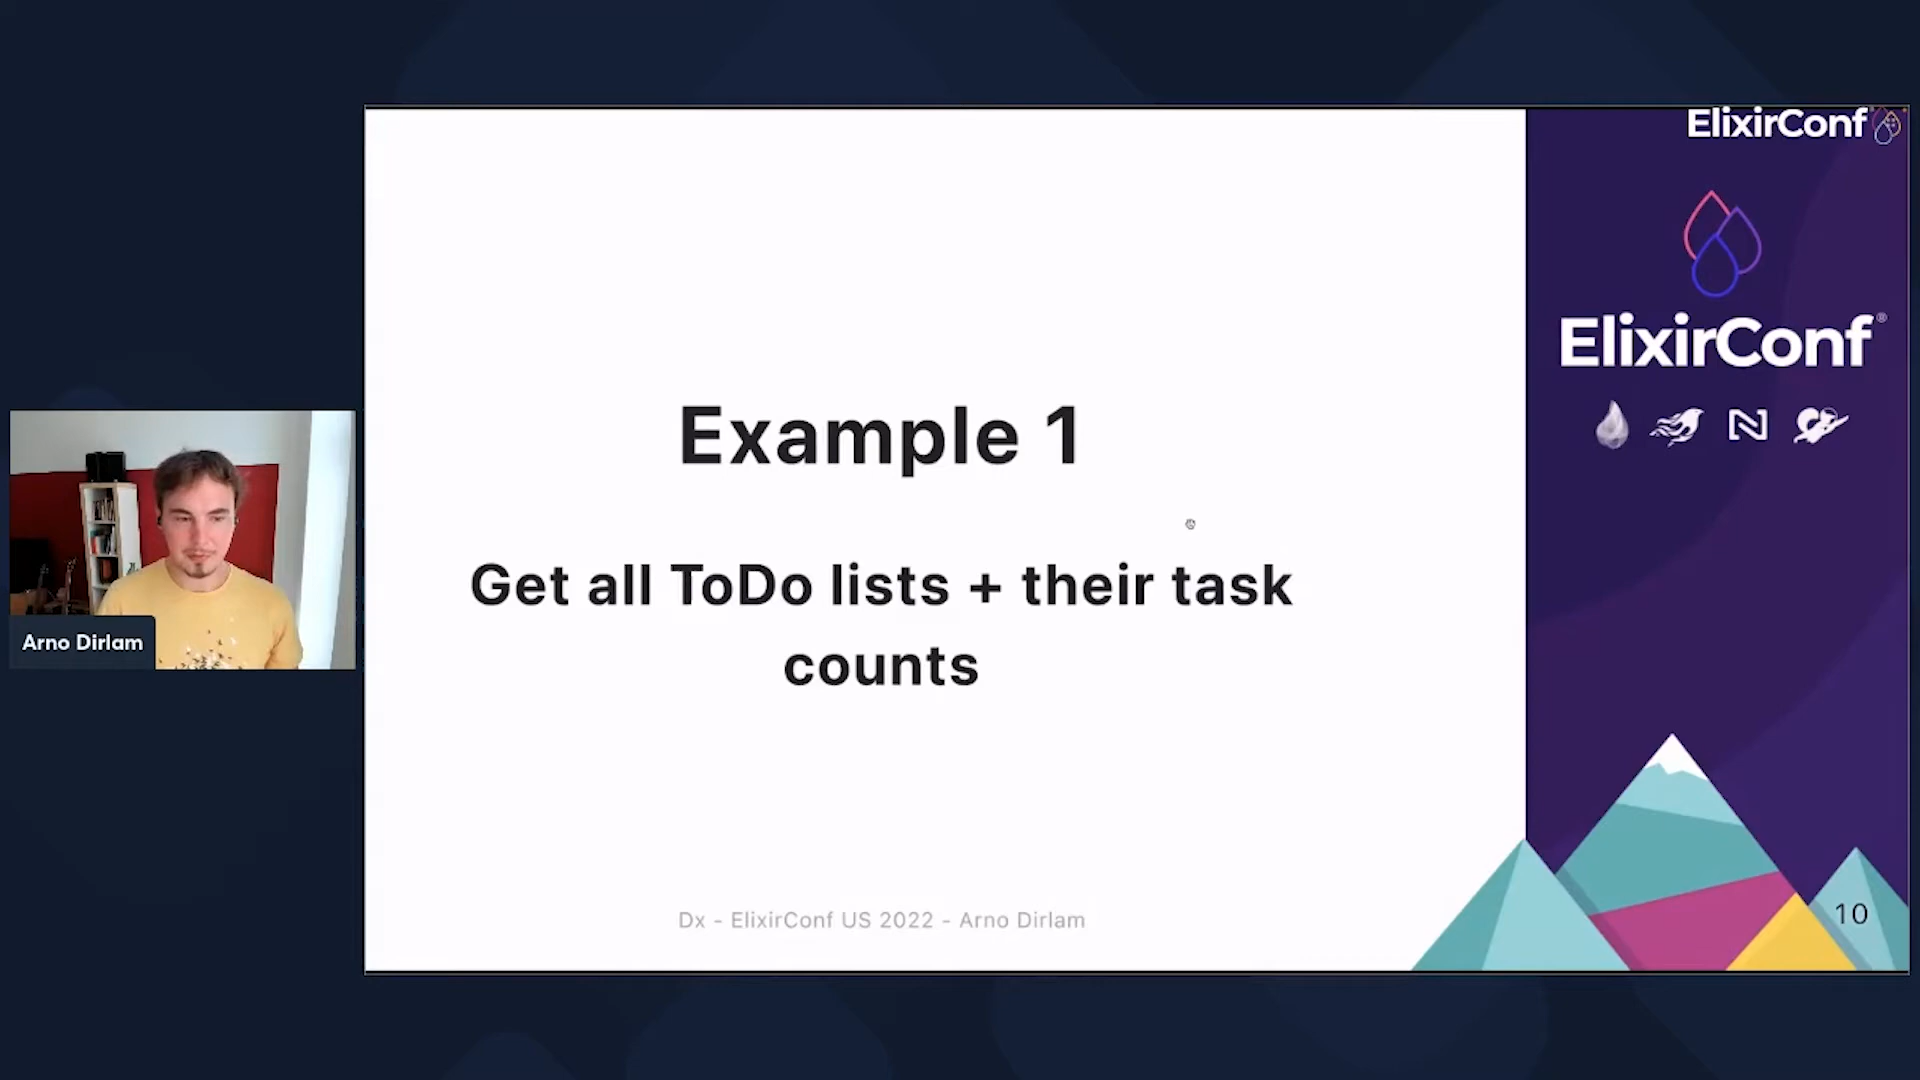 ElixirConf
ElixirConf®
Example 1
Get all ToDo lists + their task
counts
Arno Dirlam
Dx - ElixirConf US 2022 - Arno Dirlam
10